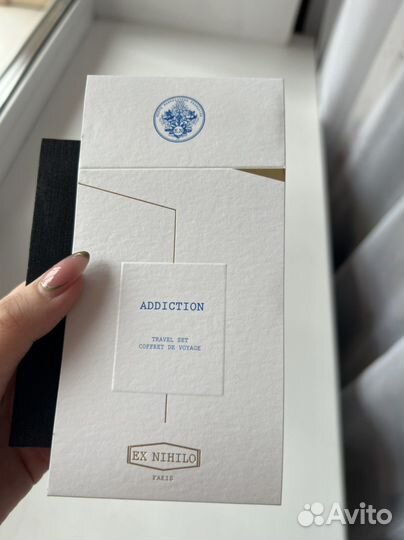 ADDICTION
TRAVEL SET
COFFRET DE VOYAGE
EX NIHILO
PARIS
Avito